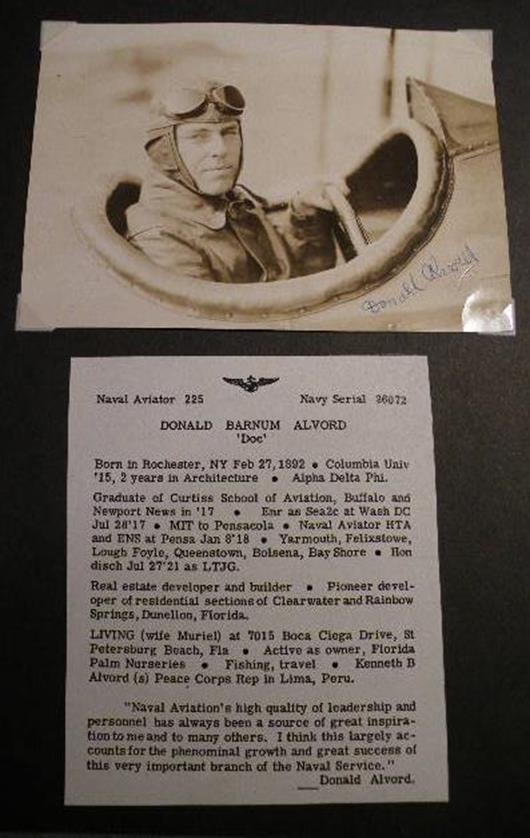 Donald Alvord
Naval Aviator 225 Navy Serial 26072
DONALD BARNUM ALVORD
'Doc'
Born in Rochester, NY Feb 27, 1892 • Columbia Univ
'15, 2 years in Architecture • Alpha Delta Phi.
Graduate of Curtiss School of Aviation, Buffalo and
Newport News in '17 • Enr as Sea2c at Wash DC
Jul 28'17 • MIT to Pensacola • Naval Aviator HTA
and ENS at Pensa Jan 8'18 • Yarmouth, Felixstowe,
Lough Foyle, Queenstown, Bolsena, Bay Shore • Hon
disch Jul 27'21 as LTJG.
Real estate developer and builder • Pioneer devel-
oper of residential sections of Clearwater and Rainbow
Springs, Dunellon, Florida.
LIVING (wife Muriel) at 7015 Boca Ciega Drive, St
Petersburg Beach, Fla • Active as owner, Florida
Palm Nurseries • Fishing, travel • Kenneth B
Alvord (s) Peace Corps Rep in Lima, Peru.
"Naval Aviation's high quality of leadership and
personnel has always been a source of great inspira-
tion to me and to many others. I think this largely ac-
counts for the phenominal growth and great success of
this very important branch of the Naval Service."
Donald Alvord.